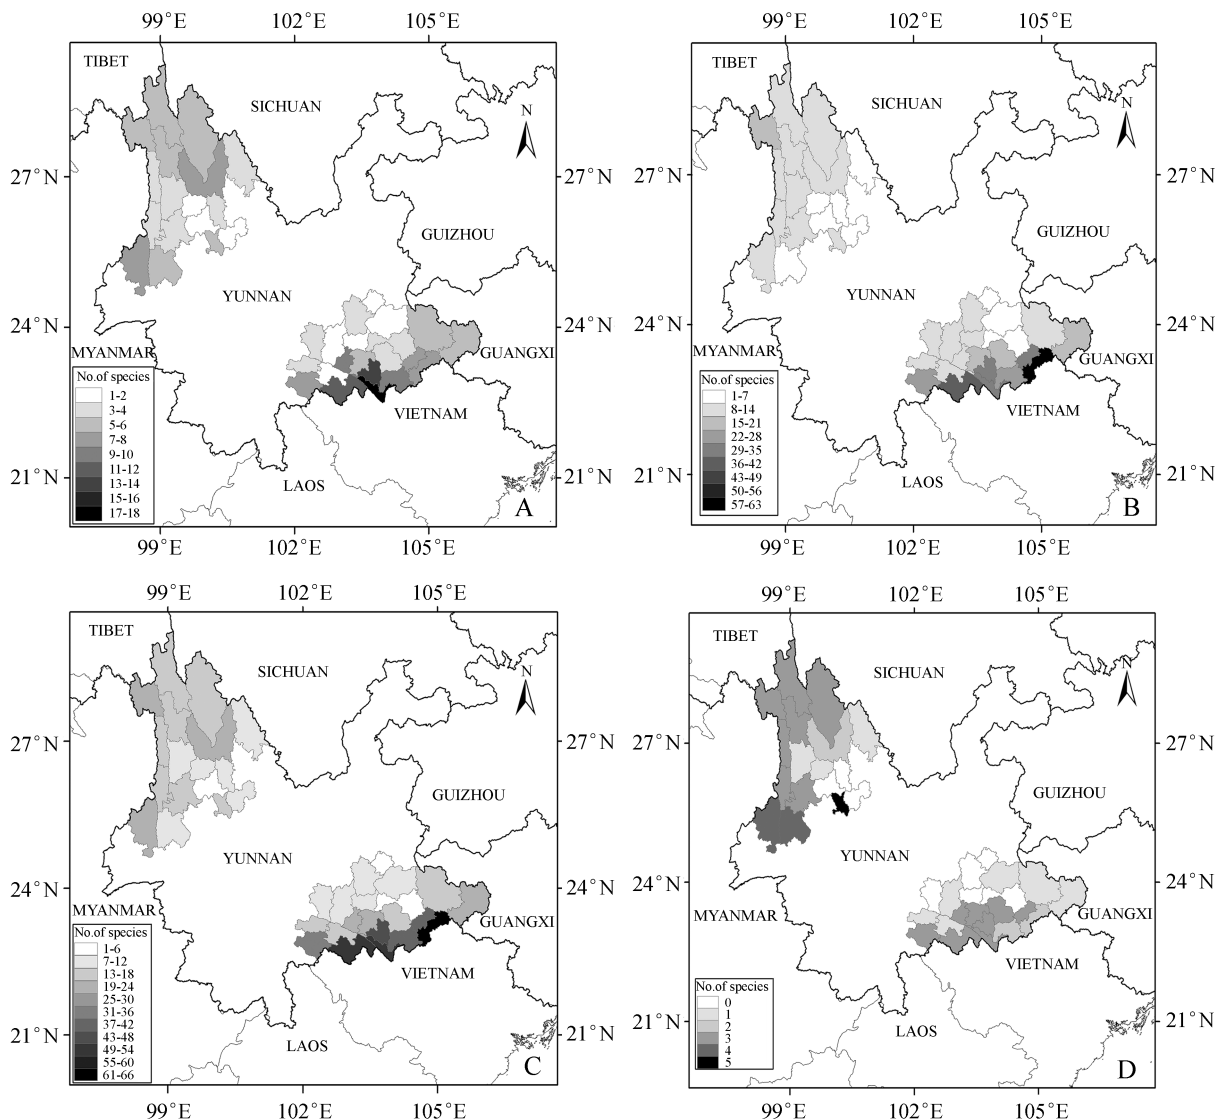 99°E 102°E 105°E
TIBET
SICHUAN
N
27°N 27°N
GUIZHOU
YUNNAN
24°N 24°N
MYANMAR
GUANGXI
No.of species
1-2
3-4
5-6
7-8
9-10
11-12
13-14
15-16
17-18
VIETNAM
21°N 21°N
LAOS
A
99°E 102°E 105°E
99°E 102°E 105°E
TIBET
SICHUAN
N
27°N 27°N
GUIZHOU
YUNNAN
24°N 24°N
MYANMAR
GUANGXI
No.of species
1-7
8-14
15-21
22-28
29-35
36-42
43-49
50-56
57-63
VIETNAM
21°N 21°N
LAOS
B
99°E 102°E 105°E
99°E 102°E 105°E
TIBET
SICHUAN
N
27°N 27°N
GUIZHOU
YUNNAN
24°N 24°N
MYANMAR
GUANGXI
No.of species
1-6
7-12
13-18
19-24
25-30
31-36
37-42
43-48
49-54
55-60
61-66
VIETNAM
21°N 21°N
LAOS
C
99°E 102°E 105°E
99°E 102°E 105°E
TIBET
SICHUAN
N
27°N 27°N
GUIZHOU
YUNNAN
24°N 24°N
MYANMAR
GUANGXI
VIETNAM
No.of species
0
1
2
3
4
5
21°N 21°N
LAOS
D
99°E 102°E 105°E